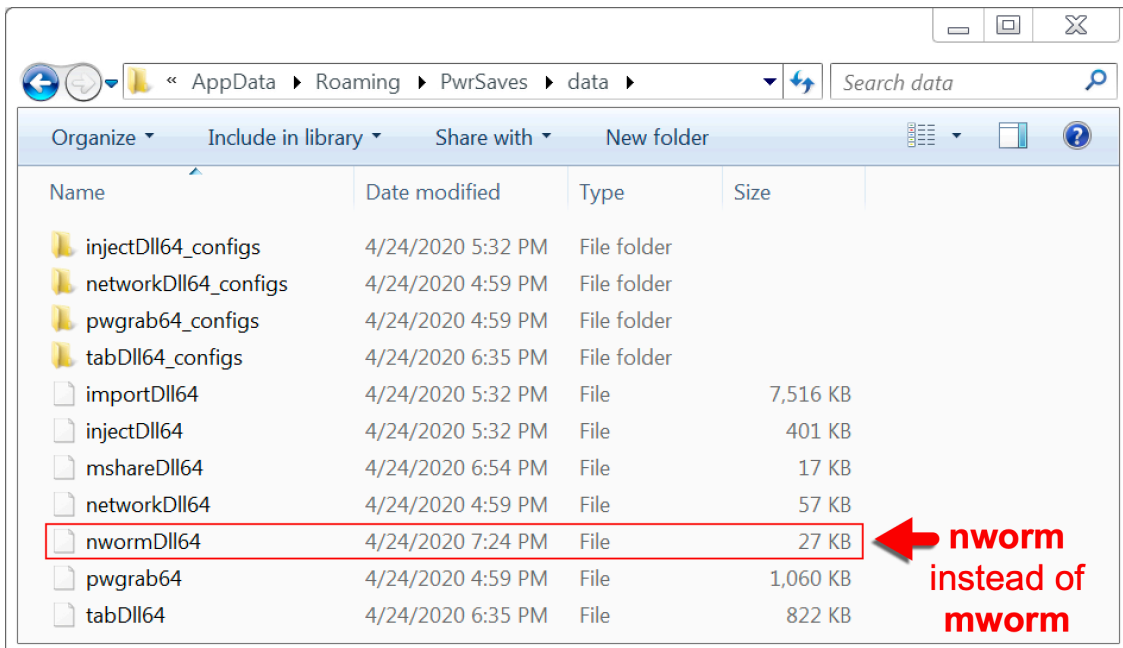 « AppData Roaming PwrSaves data Search data
Organize Include in library Share with New folder
Name Date modified Type Size
injectDll64_configs 4/24/2020 5:32 PM File folder
networkDll64_configs 4/24/2020 4:59 PM File folder
pwgrab64_configs 4/24/2020 4:59 PM File folder
tabDll64_configs 4/24/2020 6:35 PM File folder
importDll64 4/24/2020 5:32 PM File 7,516 KB
injectDll64 4/24/2020 5:32 PM File 401 KB
mshareDll64 4/24/2020 6:54 PM File 17 KB
networkDll64 4/24/2020 4:59 PM File 57 KB
nwormDll64 4/24/2020 7:24 PM File 27 KB
pwgrab64 4/24/2020 4:59 PM File 1,060 KB
tabDll64 4/24/2020 6:35 PM File 822 KB
nworm
instead of
mworm